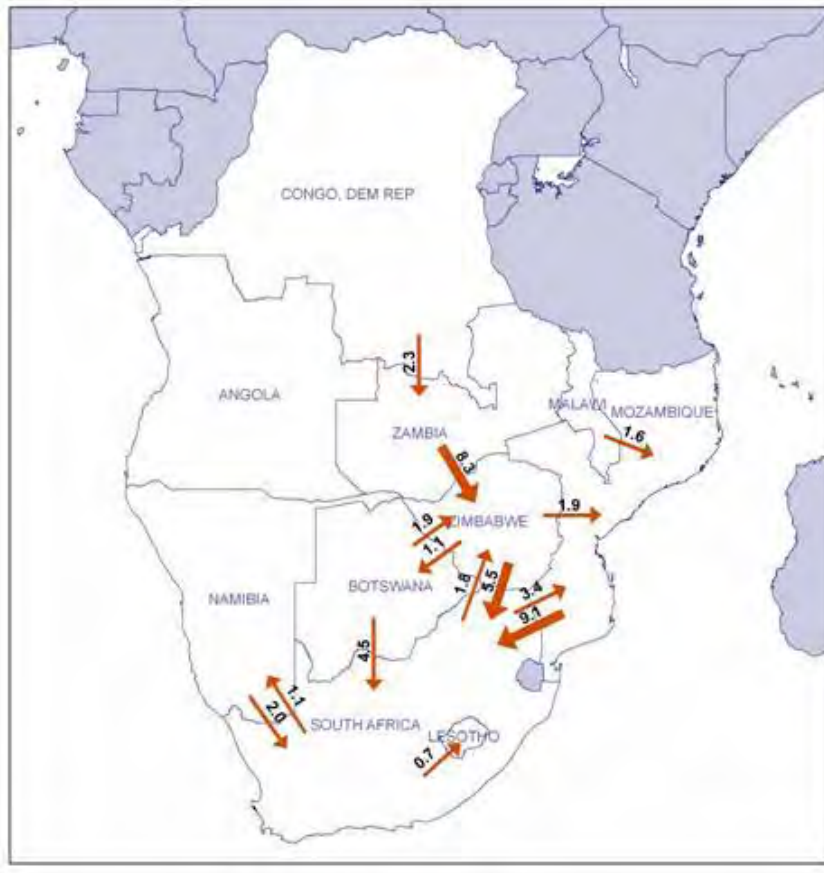 CONGO, DEM REP
2.3
ANGOLA
MALAWI
MOZAMBIQUE
ZAMBIA
1.6
8.3
1.9
1.9
ZIMBABWE
1.1
BOTSWANA
1.8
5.5
3.4
NAMIBIA
9.1
4.5
1.1
2.0
SOUTH AFRICA
LESOTHO
0.7